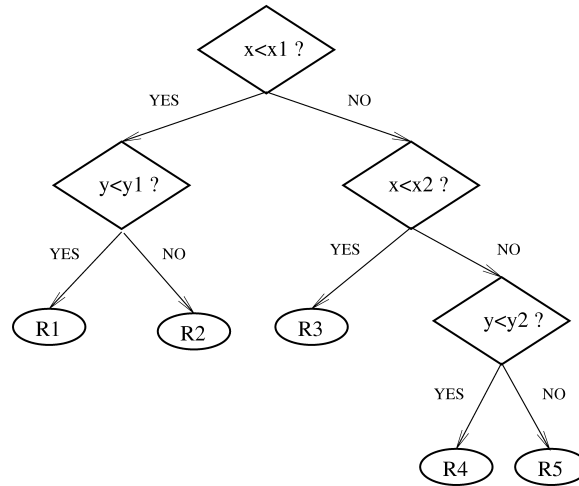 x<x1 ?
YES
NO
y<y1 ?
x<x2 ?
YES
NO
YES
NO
R1
R2
R3
y<y2 ?
YES
NO
R4
R5